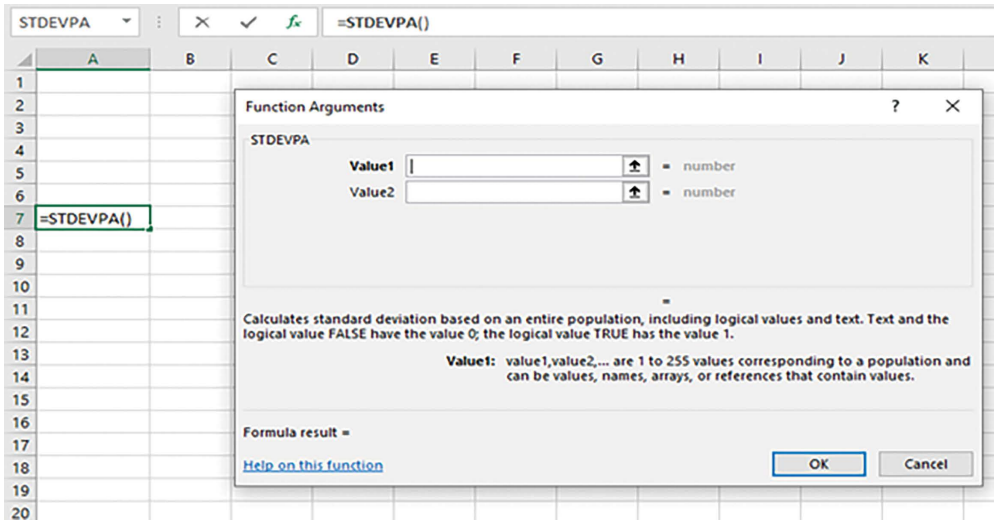 STDEVPA
=STDEVPA()
A B C D E F G H I J K
1
2
Function Arguments ? ×
3
STDEVPA
4
Value1 = number
5
Value2 = number
6
7 =STDEVPA()
8
9
10
=
11
Calculates standard deviation based on an entire population, including logical values and text. Text and the
12
logical value FALSE have the value 0; the logical value TRUE has the value 1.
13
Value1: value1,value2,... are 1 to 255 values corresponding to a population and
14
can be values, names, arrays, or references that contain values.
15
16
Formula result =
17
18
Help on this function OK Cancel
19
20